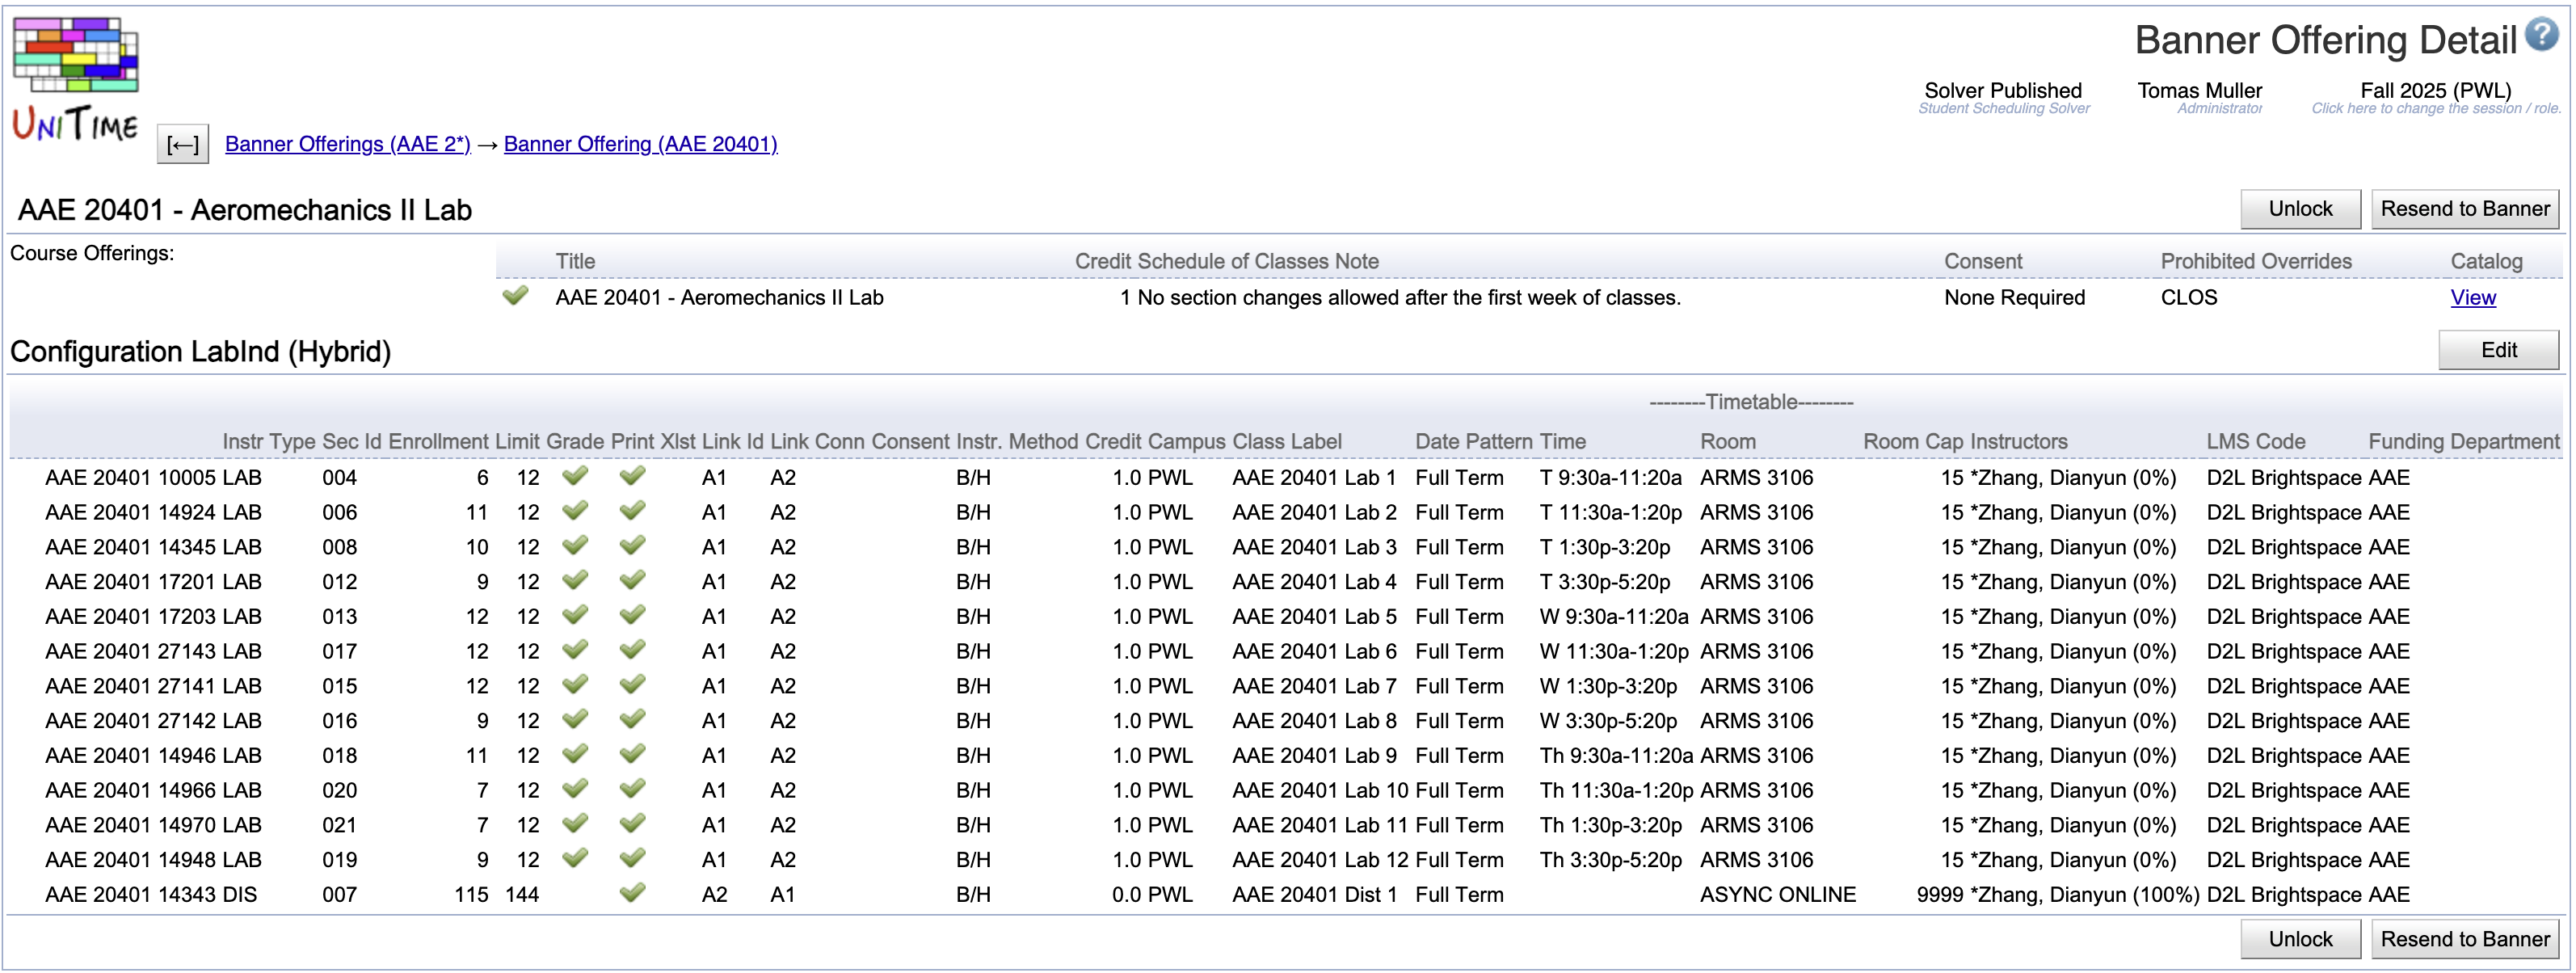 Banner Offering Detail
Solver Published Tomas Muller Fall 2025 (PWL)
Student Scheduling Solver Administrator Click here to change the session / role.
UNITIME
[←] Banner Offerings (AAE 2*) → Banner Offering (AAE 20401)
AAE 20401 - Aeromechanics II Lab Unlock Resend to Banner
Course Offerings:
Title Credit Schedule of Classes Note Consent Prohibited Overrides Catalog
AAE 20401 - Aeromechanics II Lab 1 No section changes allowed after the first week of classes. None Required CLOS View
Configuration LabInd (Hybrid) Edit
--------Timetable--------
Instr Type Sec Id Enrollment Limit Grade Print Xlst Link Id Link Conn Consent Instr. Method Credit Campus Class Label Date Pattern Time Room Room Cap Instructors LMS Code Funding Department
AAE 20401 10005 LAB 004 6 12 A1 A2 B/H 1.0 PWL AAE 20401 Lab 1 Full Term T 9:30a-11:20a ARMS 3106 15 *Zhang, Dianyun (0%) D2L Brightspace AAE
AAE 20401 14924 LAB 006 11 12 A1 A2 B/H 1.0 PWL AAE 20401 Lab 2 Full Term T 11:30a-1:20p ARMS 3106 15 *Zhang, Dianyun (0%) D2L Brightspace AAE
AAE 20401 14345 LAB 008 10 12 A1 A2 B/H 1.0 PWL AAE 20401 Lab 3 Full Term T 1:30p-3:20p ARMS 3106 15 *Zhang, Dianyun (0%) D2L Brightspace AAE
AAE 20401 17201 LAB 012 9 12 A1 A2 B/H 1.0 PWL AAE 20401 Lab 4 Full Term T 3:30p-5:20p ARMS 3106 15 *Zhang, Dianyun (0%) D2L Brightspace AAE
AAE 20401 17203 LAB 013 12 12 A1 A2 B/H 1.0 PWL AAE 20401 Lab 5 Full Term W 9:30a-11:20a ARMS 3106 15 *Zhang, Dianyun (0%) D2L Brightspace AAE
AAE 20401 27143 LAB 017 12 12 A1 A2 B/H 1.0 PWL AAE 20401 Lab 6 Full Term W 11:30a-1:20p ARMS 3106 15 *Zhang, Dianyun (0%) D2L Brightspace AAE
AAE 20401 27141 LAB 015 12 12 A1 A2 B/H 1.0 PWL AAE 20401 Lab 7 Full Term W 1:30p-3:20p ARMS 3106 15 *Zhang, Dianyun (0%) D2L Brightspace AAE
AAE 20401 27142 LAB 016 9 12 A1 A2 B/H 1.0 PWL AAE 20401 Lab 8 Full Term W 3:30p-5:20p ARMS 3106 15 *Zhang, Dianyun (0%) D2L Brightspace AAE
AAE 20401 14946 LAB 018 11 12 A1 A2 B/H 1.0 PWL AAE 20401 Lab 9 Full Term Th 9:30a-11:20a ARMS 3106 15 *Zhang, Dianyun (0%) D2L Brightspace AAE
AAE 20401 14966 LAB 020 7 12 A1 A2 B/H 1.0 PWL AAE 20401 Lab 10 Full Term Th 11:30a-1:20p ARMS 3106 15 *Zhang, Dianyun (0%) D2L Brightspace AAE
AAE 20401 14970 LAB 021 7 12 A1 A2 B/H 1.0 PWL AAE 20401 Lab 11 Full Term Th 1:30p-3:20p ARMS 3106 15 *Zhang, Dianyun (0%) D2L Brightspace AAE
AAE 20401 14948 LAB 019 9 12 A1 A2 B/H 1.0 PWL AAE 20401 Lab 12 Full Term Th 3:30p-5:20p ARMS 3106 15 *Zhang, Dianyun (0%) D2L Brightspace AAE
AAE 20401 14343 DIS 007 115 144 A2 A1 B/H 0.0 PWL AAE 20401 Dist 1 Full Term ASYNC ONLINE 9999 *Zhang, Dianyun (100%) D2L Brightspace AAE
Unlock Resend to Banner